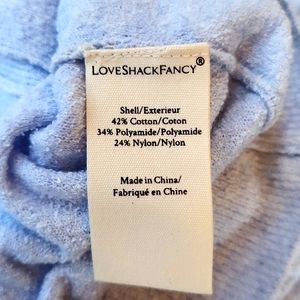 LoveShackFancy®
Shell/Exterieur
42% Cotton/Coton
34% Polyamide/Polyamide
24% Nylon/Nylon
Made in China/
Fabriqué en Chine